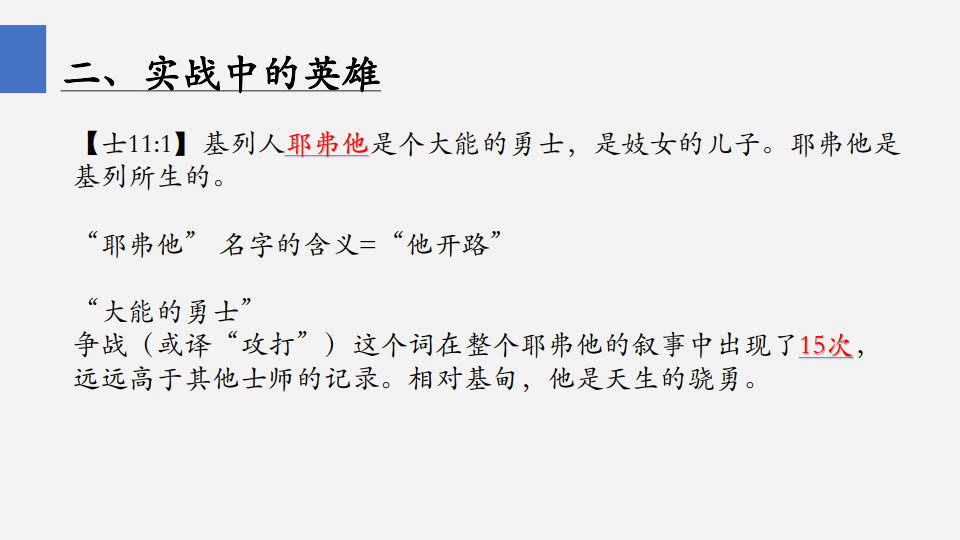 二、实战中的英雄
【士11:1】基列人耶弗他是个大能的勇士，是妓女的儿子。耶弗他是
基列所生的。
“耶弗他” 名字的含义=“他开路”
“大能的勇士”
争战（或译“攻打”）这个词在整个耶弗他的叙事中出现了15次，
远远高于其他士师的记录。相对基甸，他是天生的骁勇。